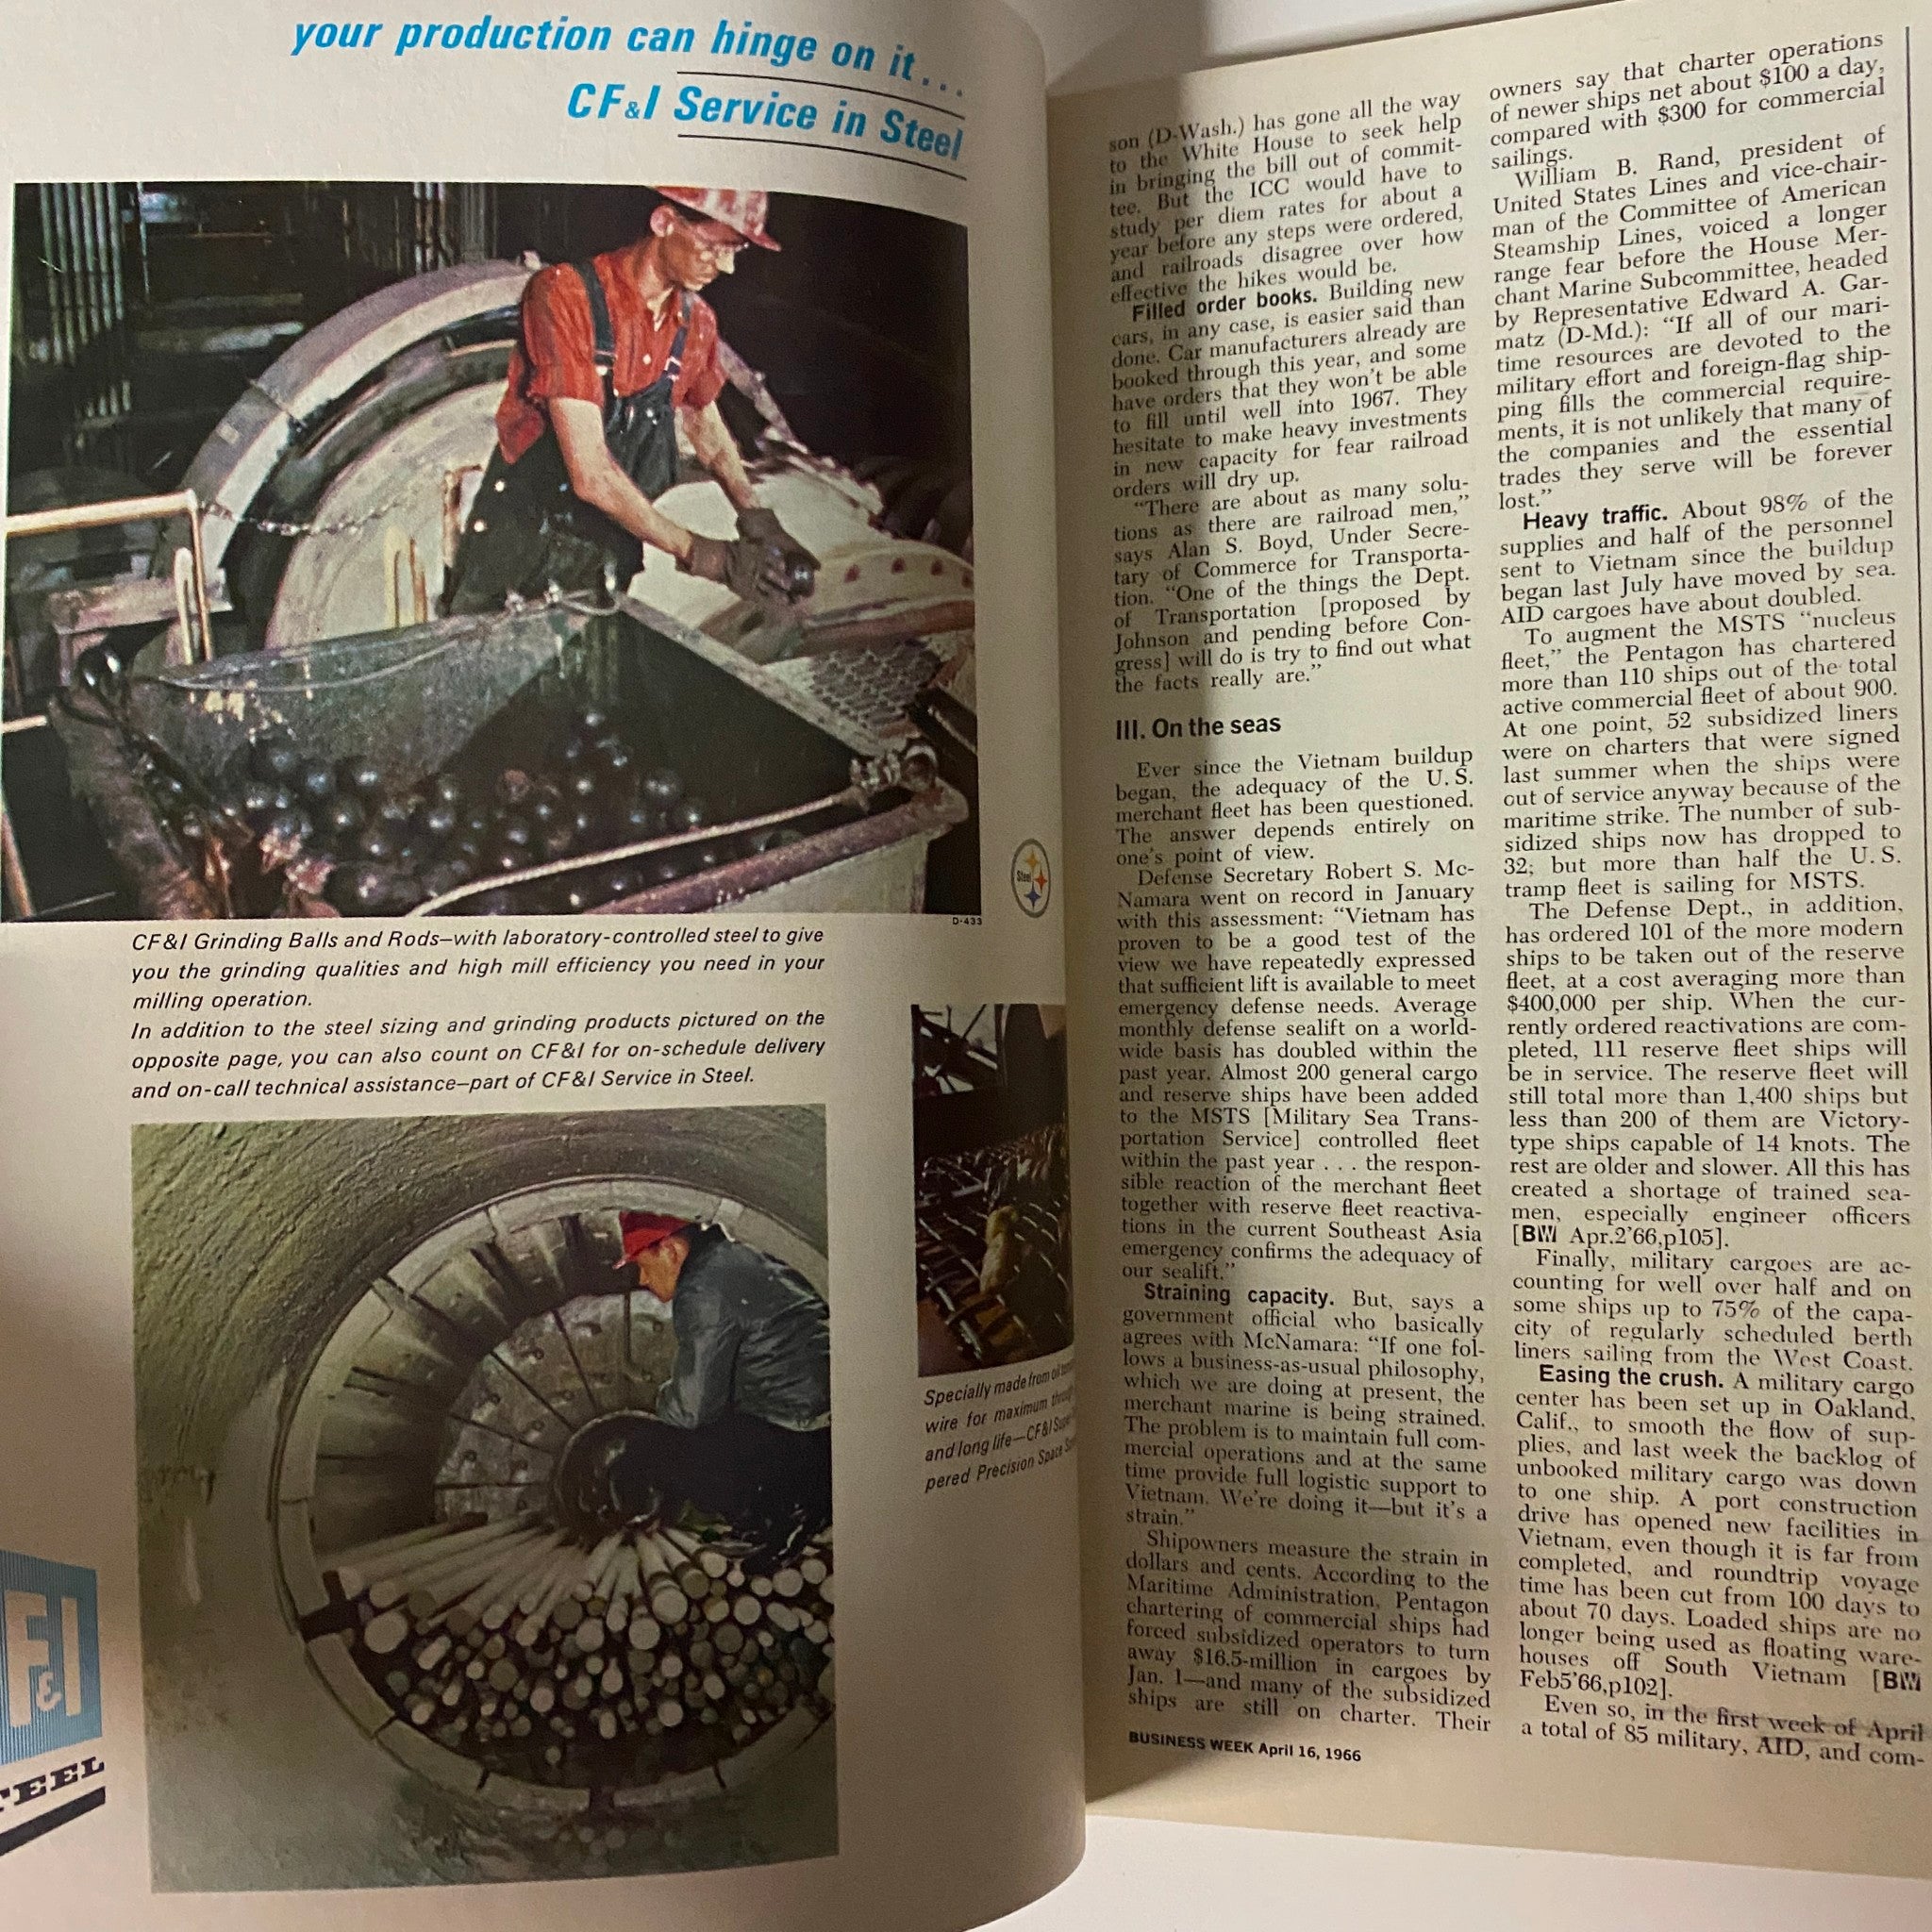 your production can hinge on it...
CF&I Service in Steel
Steel
D-433
CF&I Grinding Balls and Rods—with laboratory-controlled steel to give
you the grinding qualities and high mill efficiency you need in your
milling operation.
In addition to the steel sizing and grinding products pictured on the
opposite page, you can also count on CF&I for on-schedule delivery
and on-call technical assistance—part of CF&I Service in Steel.
Specially made from oil
wire for maximum
and long life—CF&I
pered Precision Space
F&I
TEEL
son (D-Wash.) has gone all the way
to the White House to seek help
in bringing the bill out of commit-
tee. But the ICC would have to
study per diem rates for about a
year before any steps were ordered,
and railroads disagree over how
effective the hikes would be.
Filled order books. Building new
cars, in any case, is easier said than
done. Car manufacturers already are
booked through this year, and some
have orders that they won't be able
to fill until well into 1967. They
hesitate to make heavy investments
in new capacity for fear railroad
orders will dry up.
"There are about as many solu-
tions as there are railroad men,"
says Alan S. Boyd, Under Secre-
tary of Commerce for Transporta-
tion. "One of the things the Dept.
of Transportation [proposed by
Johnson and pending before Con-
gress] will do is try to find out what
the facts really are."
III. On the seas
Ever since the Vietnam buildup
began, the adequacy of the U.S.
merchant fleet has been questioned.
The answer depends entirely on
one's point of view.
Defense Secretary Robert S. Mc-
Namara went on record in January
with this assessment: "Vietnam has
proven to be a good test of the
view we have repeatedly expressed
that sufficient lift is available to meet
emergency defense needs. Average
monthly defense sealift on a world-
wide basis has doubled within the
past year. Almost 200 general cargo
and reserve ships have been added
to the MSTS [Military Sea Trans-
portation Service] controlled fleet
within the past year . . . the respon-
sible reaction of the merchant fleet
together with reserve fleet reactiva-
tions in the current Southeast Asia
emergency confirms the adequacy of
our sealift."
Straining capacity. But, says a
government official who basically
agrees with McNamara: "If one fol-
lows a business-as-usual philosophy,
which we are doing at present, the
merchant marine is being strained.
The problem is to maintain full com-
mercial operations and at the same
time provide full logistic support to
Vietnam. We're doing it—but it's a
strain."
Shipowners measure the strain in
dollars and cents. According to the
Maritime Administration, Pentagon
chartering of commercial ships had
forced subsidized operators to turn
away $16.5-million in cargoes by
Jan. 1—and many of the subsidized
ships are still on charter. Their
BUSINESS WEEK April 16, 1966
owners say that charter operations
of newer ships net about $100 a day,
compared with $300 for commercial
sailings.
William B. Rand, president of
United States Lines and vice-chair-
man of the Committee of American
Steamship Lines, voiced a longer
range fear before the House Mer-
chant Marine Subcommittee, headed
by Representative Edward A. Gar-
matz (D-Md.): "If all of our mari-
time resources are devoted to the
military effort and foreign-flag ship-
ping fills the commercial require-
ments, it is not unlikely that many of
the companies and the essential
trades they serve will be forever
lost."
Heavy traffic. About 98% of the
supplies and half of the personnel
sent to Vietnam since the buildup
began last July have moved by sea.
AID cargoes have about doubled.
To augment the MSTS "nucleus
fleet," the Pentagon has chartered
more than 110 ships out of the total
active commercial fleet of about 900.
At one point, 52 subsidized liners
were on charters that were signed
last summer when the ships were
out of service anyway because of the
maritime strike. The number of sub-
sidized ships now has dropped to
32; but more than half the U.S.
tramp fleet is sailing for MSTS.
The Defense Dept., in addition,
has ordered 101 of the more modern
ships to be taken out of the reserve
fleet, at a cost averaging more than
$400,000 per ship. When the cur-
rently ordered reactivations are com-
pleted, 111 reserve fleet ships will
be in service. The reserve fleet will
still total more than 1,400 ships but
less than 200 of them are Victory-
type ships capable of 14 knots. The
rest are older and slower. All this has
created a shortage of trained sea-
men, especially engineer officers
[BW Apr.2'66,p105].
Finally, military cargoes are ac-
counting for well over half and on
some ships up to 75% of the capa-
city of regularly scheduled berth
liners sailing from the West Coast.
Easing the crush. A military cargo
center has been set up in Oakland,
Calif., to smooth the flow of sup-
plies, and last week the backlog of
unbooked military cargo was down
to one ship. A port construction
drive has opened new facilities in
Vietnam, even though it is far from
completed, and roundtrip voyage
time has been cut from 100 days to
about 70 days. Loaded ships are no
longer being used as floating ware-
houses off South Vietnam [BW
Feb5'66,p102].
Even so, in the first week of April
a total of 85 military, AID, and com-